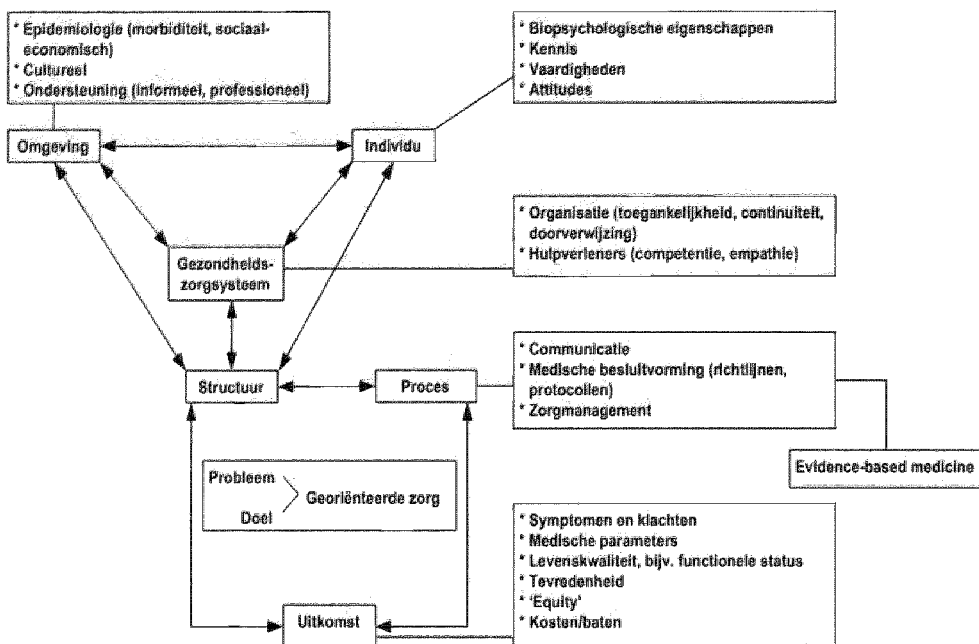 * Epidemiologie (morbiditeit, sociaal-
economisch)
* Cultureel
* Ondersteuning (informeel, professioneel)
* Biopsychologische eigenschappen
* Kennis
* Vaardigheden
* Attitudes
Omgeving
Individu
* Organisatie (toegankelijkheid, continuïteit,
doorverwijzing)
* Hulpverleners (competentie, empathie)
Gezondheids-
zorgsysteem
* Communicatie
* Medische besluitvorming (richtlijnen,
protocollen)
* Zorgmanagement
Structuur
Proces
Evidence-based medicine
Probleem
Georiënteerde zorg
Doel
* Symptomen en klachten
* Medische parameters
* Levenskwaliteit, bijv. functionele status
* Tevredenheid
* 'Equity'
* Kosten/baten
Uitkomst